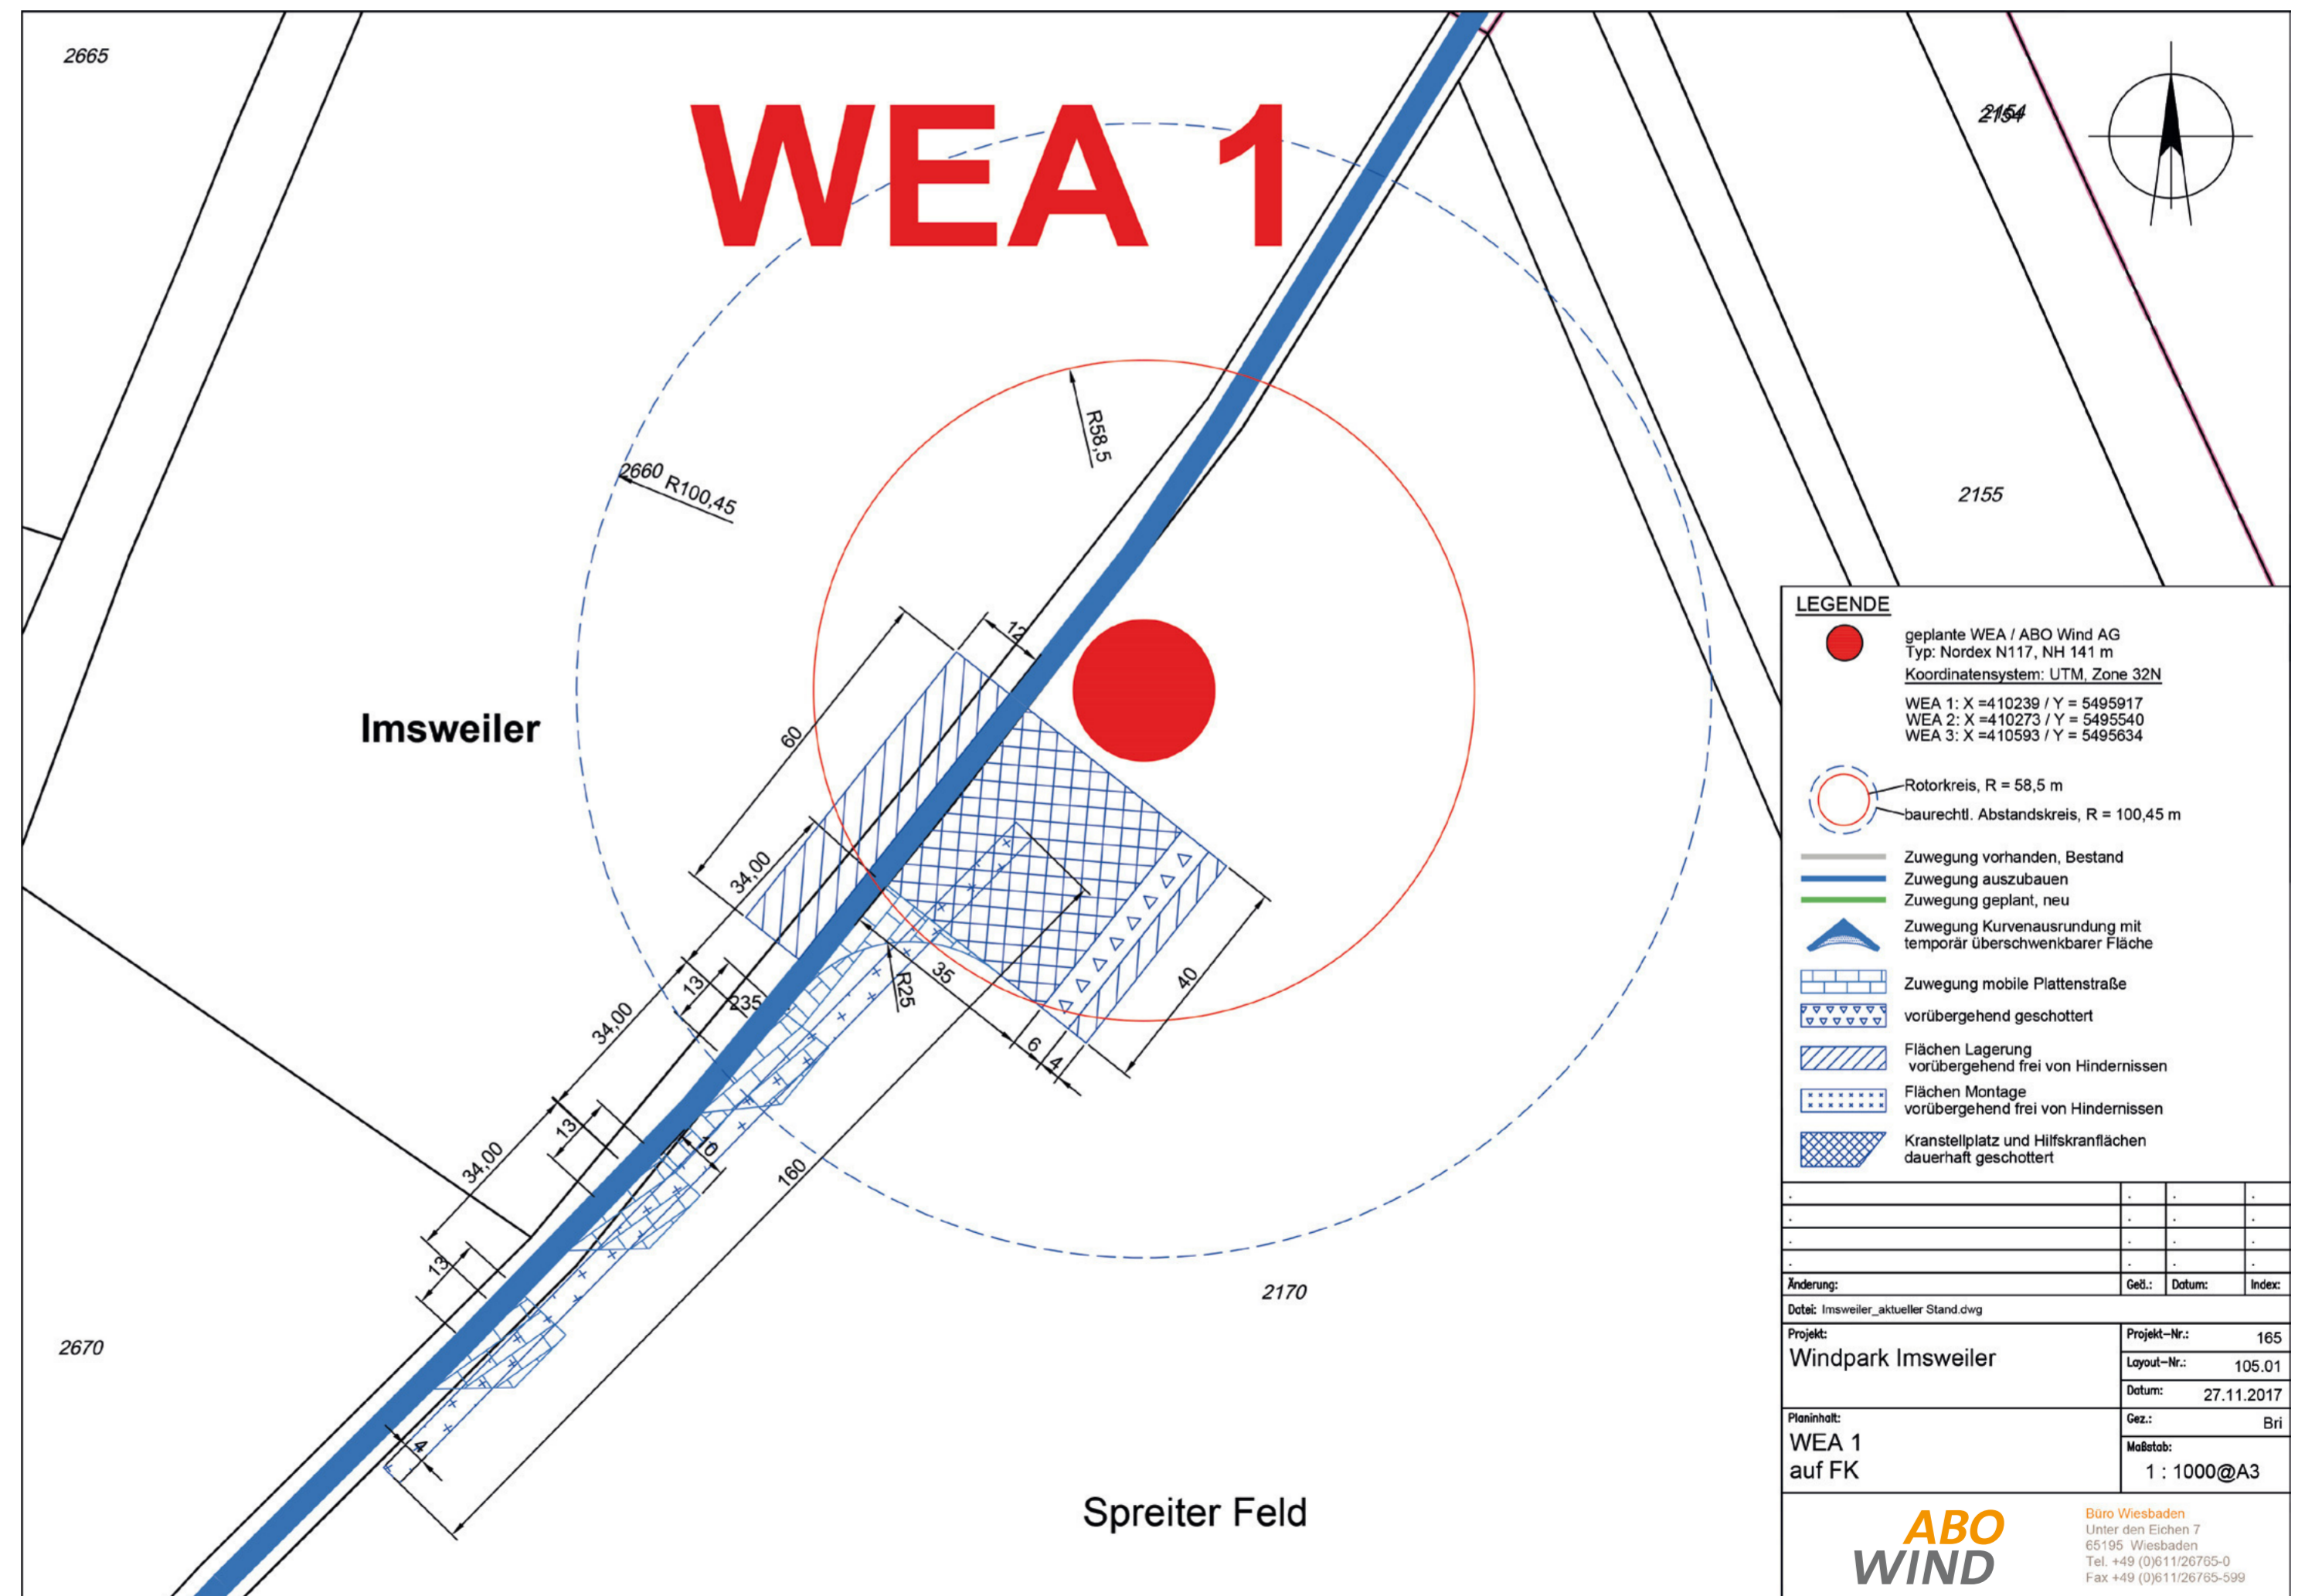 2665
WEA 1
2154
2155
R58,5
2660
R100,45
12
60
Imsweiler
34,00
13
235
R25
35
40
6
4
34,00
13
10
160
34,00
13
4
2170
2670
Spreiter Feld
LEGENDE
geplante WEA / ABO Wind AG
Typ: Nordex N117, NH 141 m
Koordinatensystem: UTM, Zone 32N
WEA 1: X =410239 / Y = 5495917
WEA 2: X =410273 / Y = 5495540
WEA 3: X =410593 / Y = 5495634
Rotorkreis, R = 58,5 m
baurechtl. Abstandskreis, R = 100,45 m
Zuwegung vorhanden, Bestand
Zuwegung auszubauen
Zuwegung geplant, neu
Zuwegung Kurvenausrundung mit
temporär überschwenkbarer Fläche
Zuwegung mobile Plattenstraße
vorübergehend geschottert
Flächen Lagerung
vorübergehend frei von Hindernissen
Flächen Montage
vorübergehend frei von Hindernissen
Kranstellplatz und Hilfskranflächen
dauerhaft geschottert
Änderung: Geä.: Datum: Index:
Datei: Imsweiler_aktueller Stand.dwg
Projekt:
Windpark Imsweiler
Projekt-Nr.: 165
Layout-Nr.: 105.01
Datum: 27.11.2017
Planinhalt:
WEA 1
auf FK
Gez.: Bri
Maßstab:
1 : 1000@A3
ABO
WIND
Büro Wiesbaden
Unter den Eichen 7
65195 Wiesbaden
Tel. +49 (0)611/26765-0
Fax +49 (0)611/26765-599